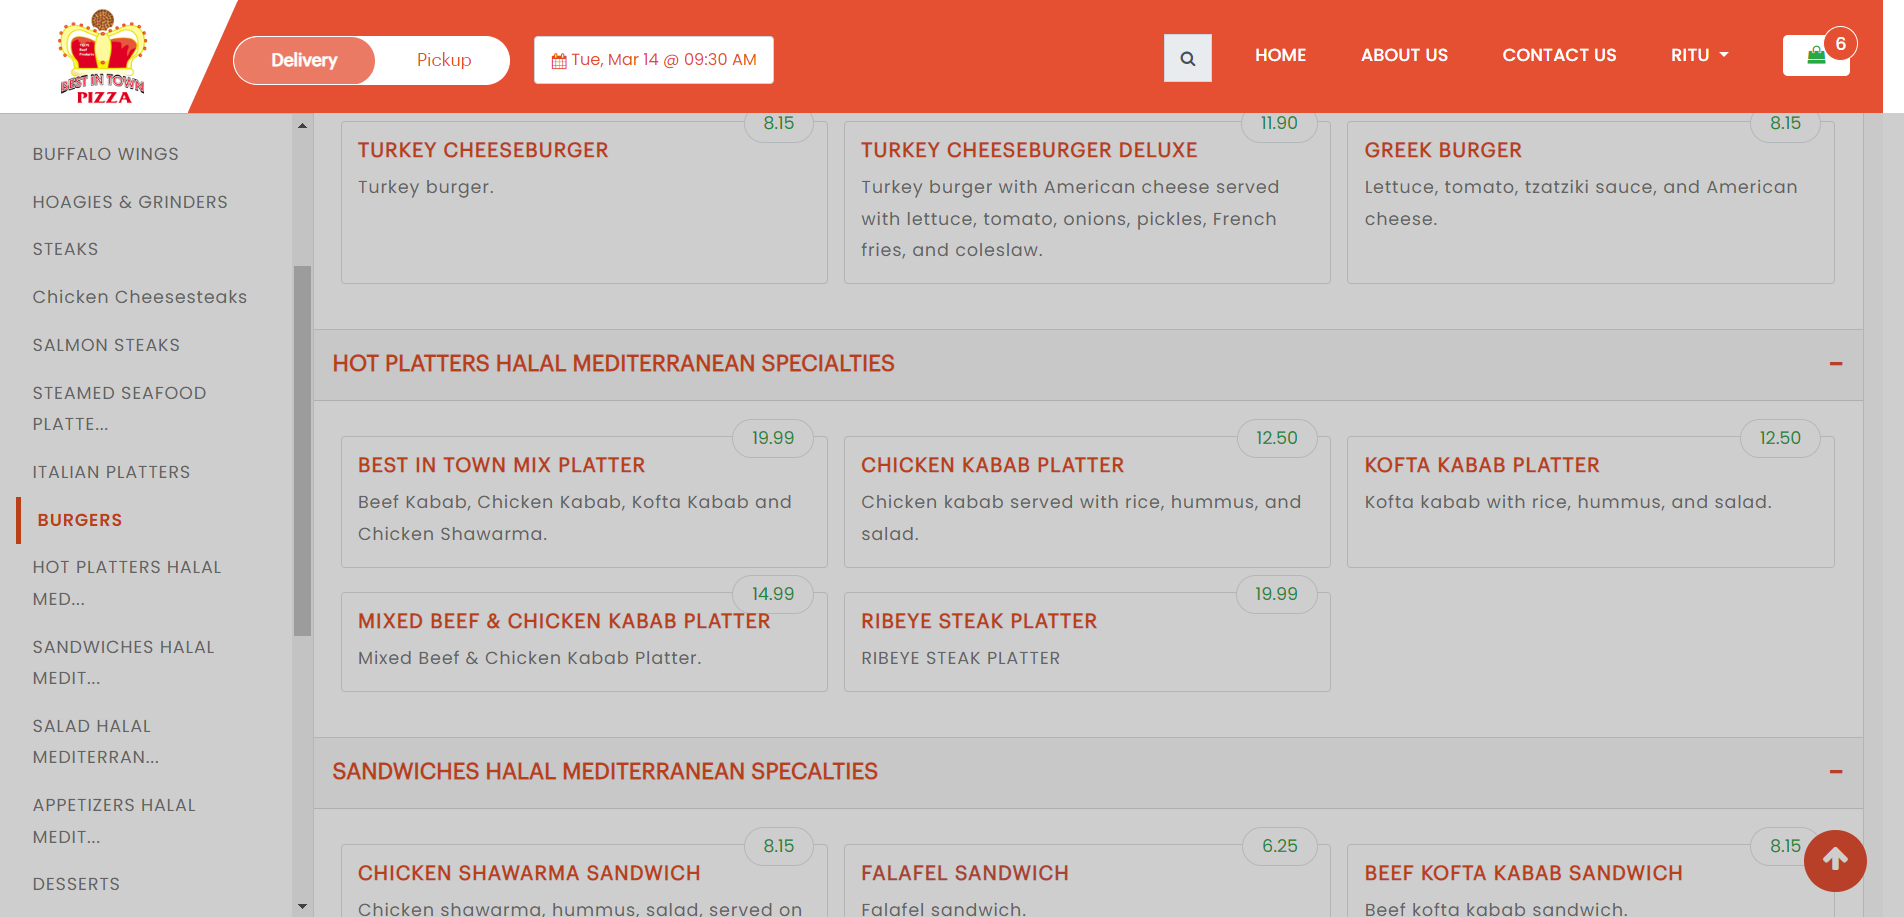 BEST IN TOWN
PIZZA
Delivery
Pickup
Tue, Mar 14 @ 09:30 AM
HOME
ABOUT US
CONTACT US
RITU
6
BUFFALO WINGS
HOAGIES & GRINDERS
STEAKS
Chicken Cheesesteaks
SALMON STEAKS
STEAMED SEAFOOD
PLATTE...
ITALIAN PLATTERS
BURGERS
HOT PLATTERS HALAL
MED...
SANDWICHES HALAL
MEDIT...
SALAD HALAL
MEDITERRAN...
APPETIZERS HALAL
MEDIT...
DESSERTS
8.15
TURKEY CHEESEBURGER
Turkey burger.
11.90
TURKEY CHEESEBURGER DELUXE
Turkey burger with American cheese served
with lettuce, tomato, onions, pickles, French
fries, and coleslaw.
8.15
GREEK BURGER
Lettuce, tomato, tzatziki sauce, and American
cheese.
HOT PLATTERS HALAL MEDITERRANEAN SPECIALTIES
19.99
BEST IN TOWN MIX PLATTER
Beef Kabab, Chicken Kabab, Kofta Kabab and
Chicken Shawarma.
12.50
CHICKEN KABAB PLATTER
Chicken kabab served with rice, hummus, and
salad.
12.50
KOFTA KABAB PLATTER
Kofta kabab with rice, hummus, and salad.
14.99
MIXED BEEF & CHICKEN KABAB PLATTER
Mixed Beef & Chicken Kabab Platter.
19.99
RIBEYE STEAK PLATTER
RIBEYE STEAK PLATTER
SANDWICHES HALAL MEDITERRANEAN SPECALTIES
8.15
CHICKEN SHAWARMA SANDWICH
Chicken shawarma, hummus, salad, served on
6.25
FALAFEL SANDWICH
Falafel sandwich.
8.15
BEEF KOFTA KABAB SANDWICH
Beef kofta kabab sandwich.